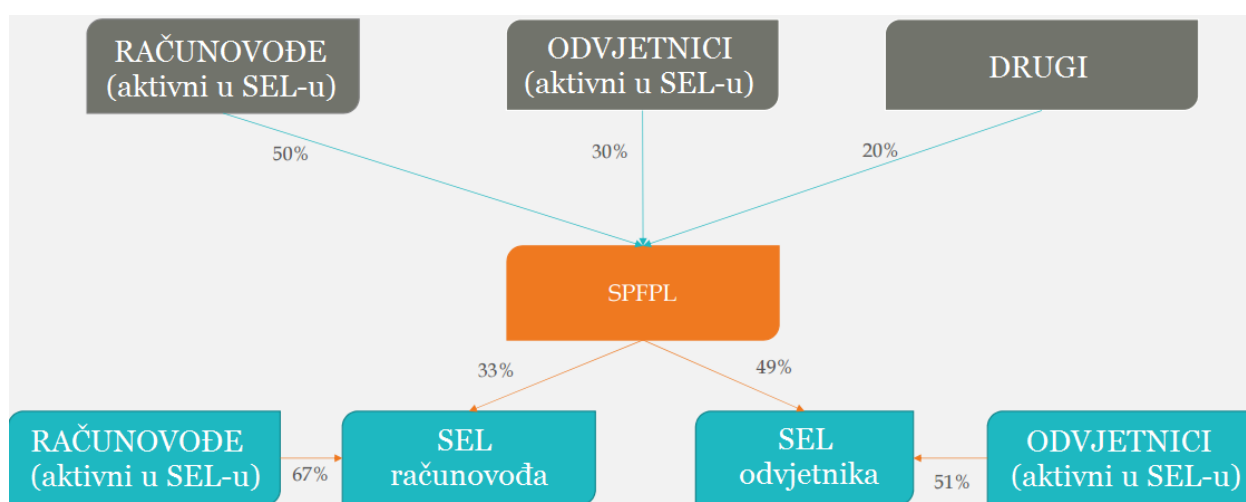 RAČUNOVOĐE
(aktivni u SEL-u)
ODVJETNICI
(aktivni u SEL-u)
DRUGI
50%
30%
20%
SPFPL
33%
49%
RAČUNOVOĐE
(aktivni u SEL-u)
67%
SEL
računovođa
SEL
odvjetnika
51%
ODVJETNICI
(aktivni u SEL-u)